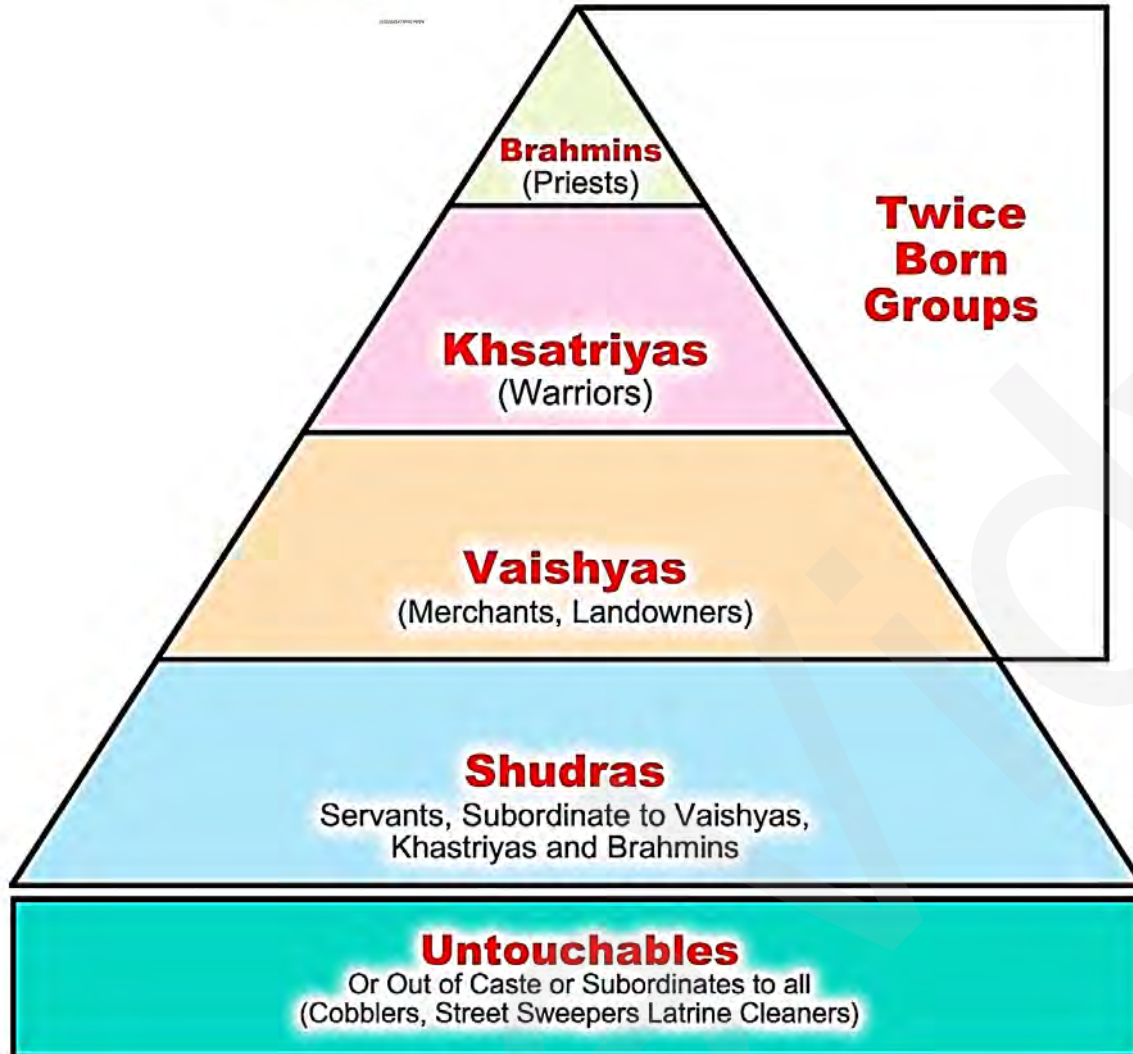 Brahmins
(Priests)
Twice
Born
Groups
Khsatriyas
(Warriors)
Vaishyas
(Merchants, Landowners)
Shudras
Servants, Subordinate to Vaishyas,
Khastriyas and Brahmins
Untouchables
Or Out of Caste or Subordinates to all
(Cobblers, Street Sweepers Latrine Cleaners)